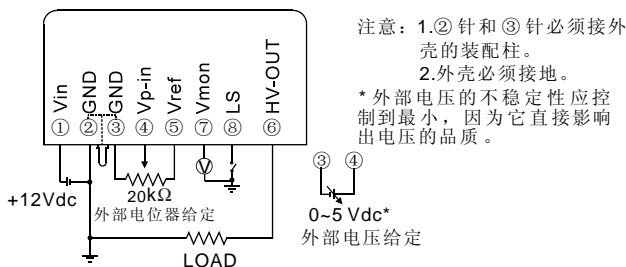 注意：1.②针和③针必须接外
壳的装配柱。
2.外壳必须接地。
*外部电压的不稳定性应控
制到最小，因为它直接影响
出电压的品质。
Vin
GND
GND
Vp-in
Vref
Vmon
LS
HV-OUT
① ② ③ ④ ⑤ ⑦ ⑧ ⑥
V
+12Vdc
20kΩ
外部电位器给定
LOAD
③ ④
0~5 Vdc*
外部电压给定